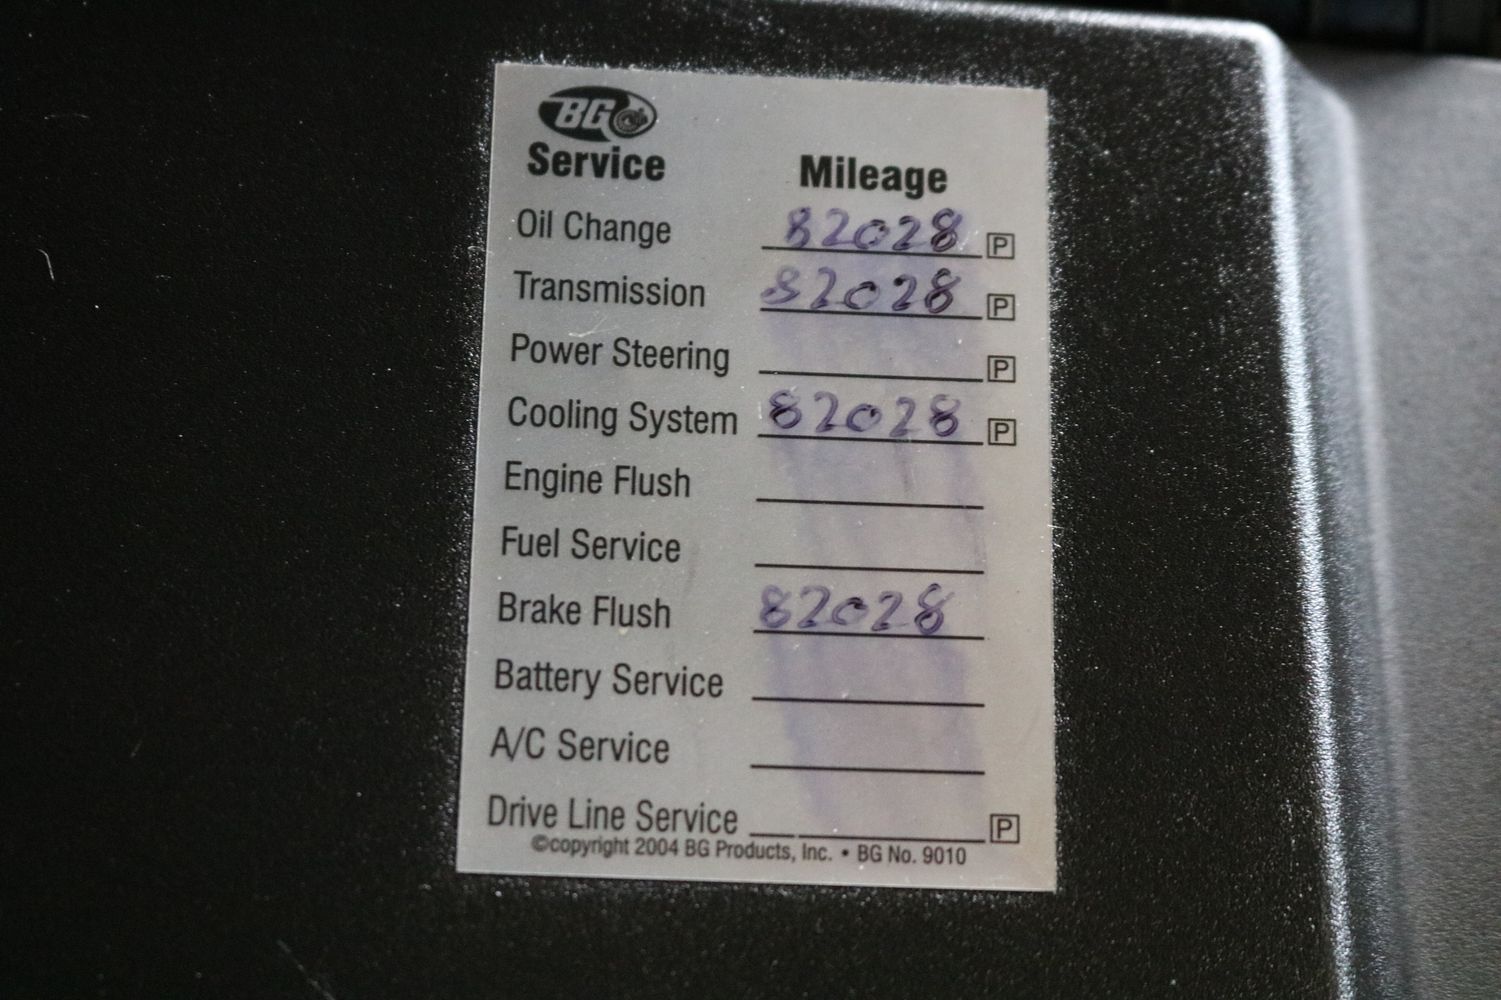 BG
Service Mileage
Oil Change 82028 P
Transmission 82028 P
Power Steering P
Cooling System 82028 P
Engine Flush
Fuel Service
Brake Flush 82028
Battery Service
A/C Service
Drive Line Service P
©copyright 2004 BG Products, Inc. • BG No. 9010